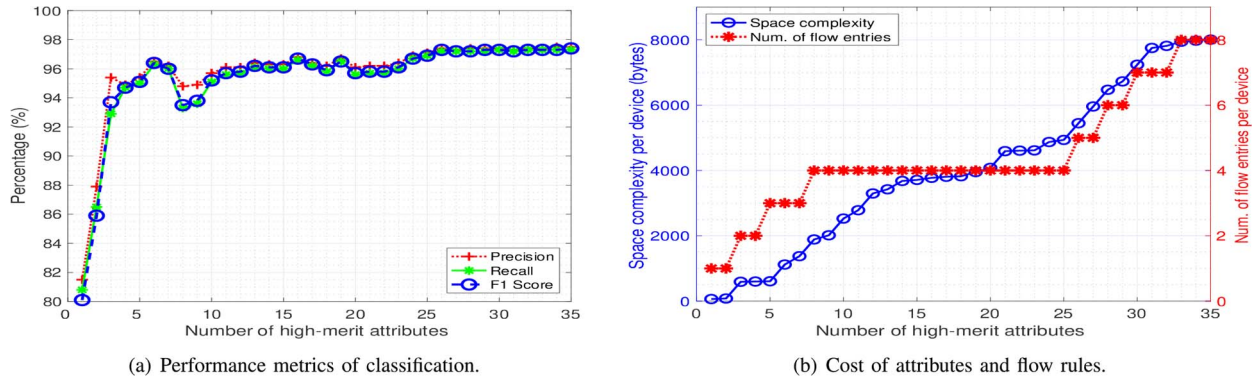 100
98
96
94
92
90
88
86
84
82
80
Percentage (%)
0 5 10 15 20 25 30 35
Number of high-merit attributes
Precision
Recall
F1 Score
(a) Performance metrics of classification.
8000
6000
4000
2000
0
Space complexity per device (bytes)
Space complexity
Num. of flow entries
8
6
4
2
0
Num. of flow entries per device
0 5 10 15 20 25 30 35
Number of high-merit attributes
(b) Cost of attributes and flow rules.